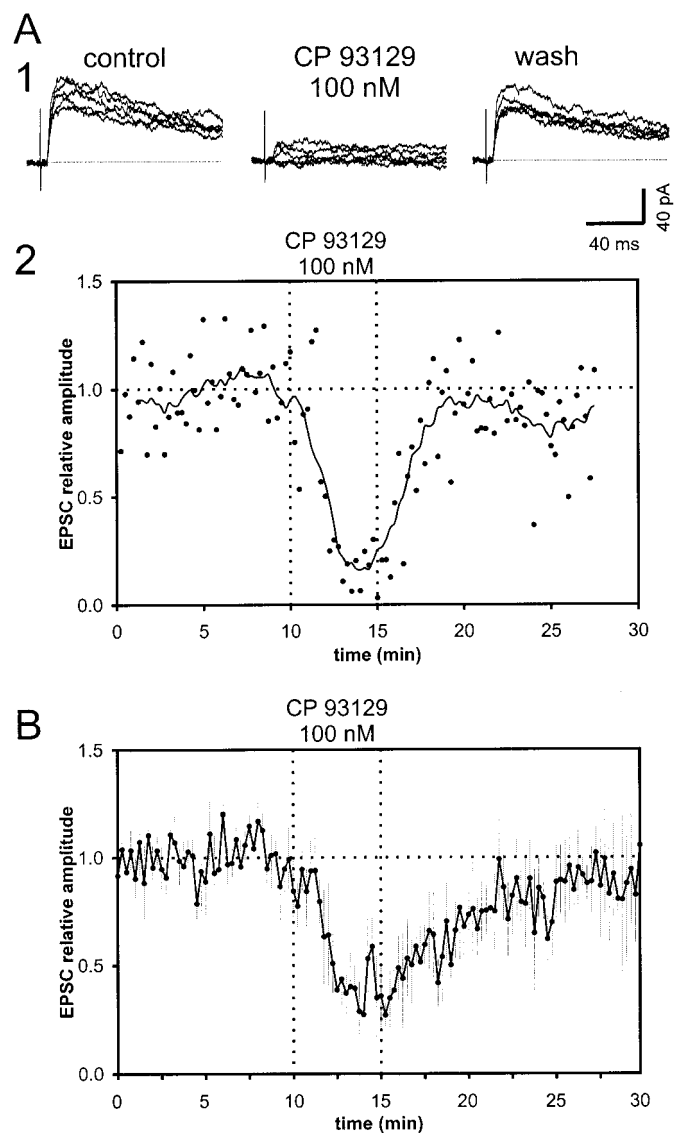 A
1
control
CP 93129
100 nM
wash
40 pA
40 ms
2
CP 93129
100 nM
EPSC relative amplitude
1.5
1.0
0.5
0.0
0 5 10 15 20 25 30
time (min)
B
CP 93129
100 nM
EPSC relative amplitude
1.5
1.0
0.5
0.0
0 5 10 15 20 25 30
time (min)